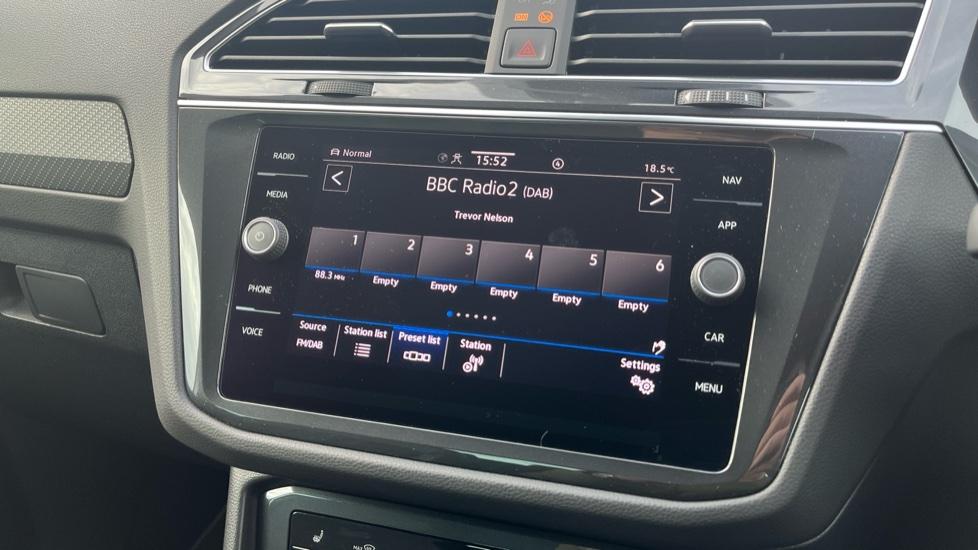 ON
RADIO
MEDIA
PHONE
VOICE
Normal
15:52
4
18.5°C
<
BBC Radio2 (DAB)
>
Trevor Nelson
1 2 3 4 5 6
88.3 MHz Empty Empty Empty Empty Empty
Source Station list Preset list Station
FM/DAB
Settings
NAV
APP
CAR
MENU